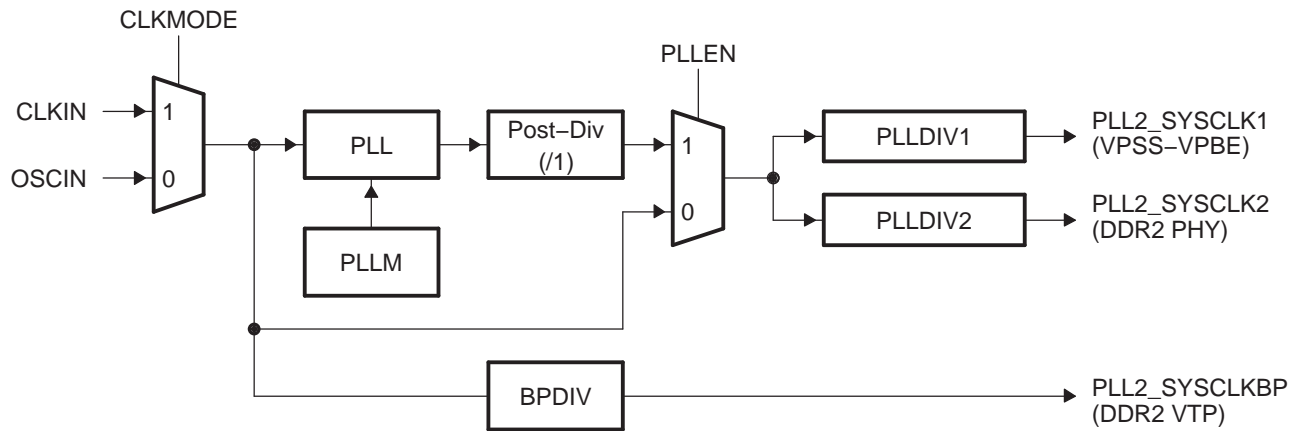 CLKMODE
PLLEN
CLKIN
1
OSCIN
0
PLL
Post−Div
(/1)
PLLM
1
0
PLLDIV1
PLL2_SYSCLK1
(VPSS−VPBE)
PLLDIV2
PLL2_SYSCLK2
(DDR2 PHY)
BPDIV
PLL2_SYSCLKBP
(DDR2 VTP)